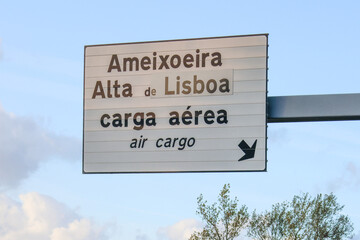 Ameixoeira
Alta de Lisboa
carga aérea
air cargo